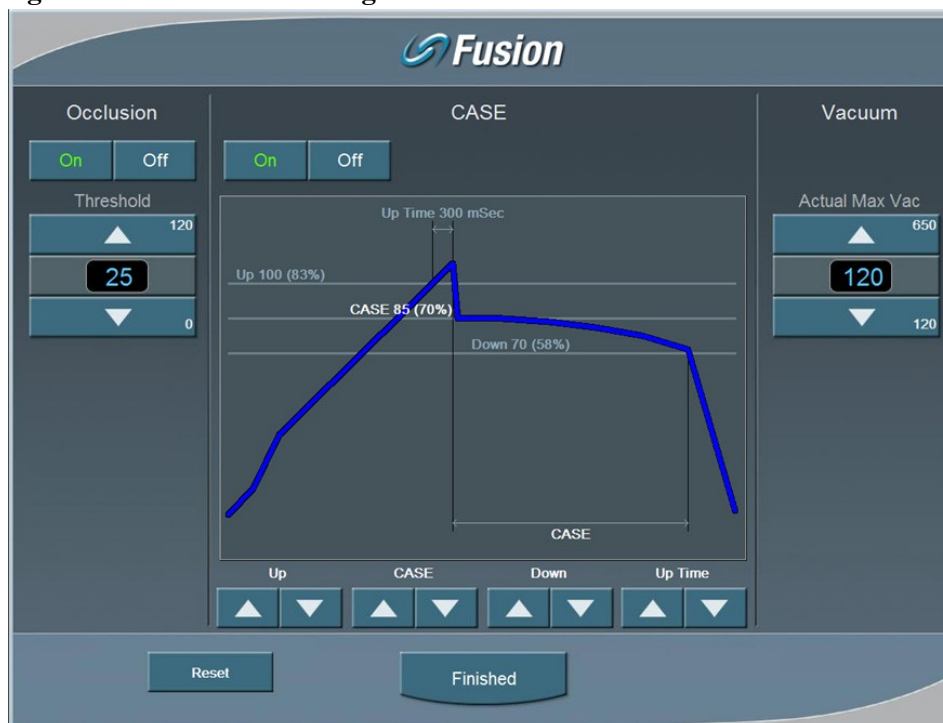 Fusion
Occlusion
On Off
Threshold
120
25
0
CASE
On Off
Up Time 300 mSec
Up 100 (83%)
CASE 85 (70%)
Down 70 (58%)
CASE
Up CASE Down Up Time
Vacuum
Actual Max Vac
650
120
120
Reset
Finished